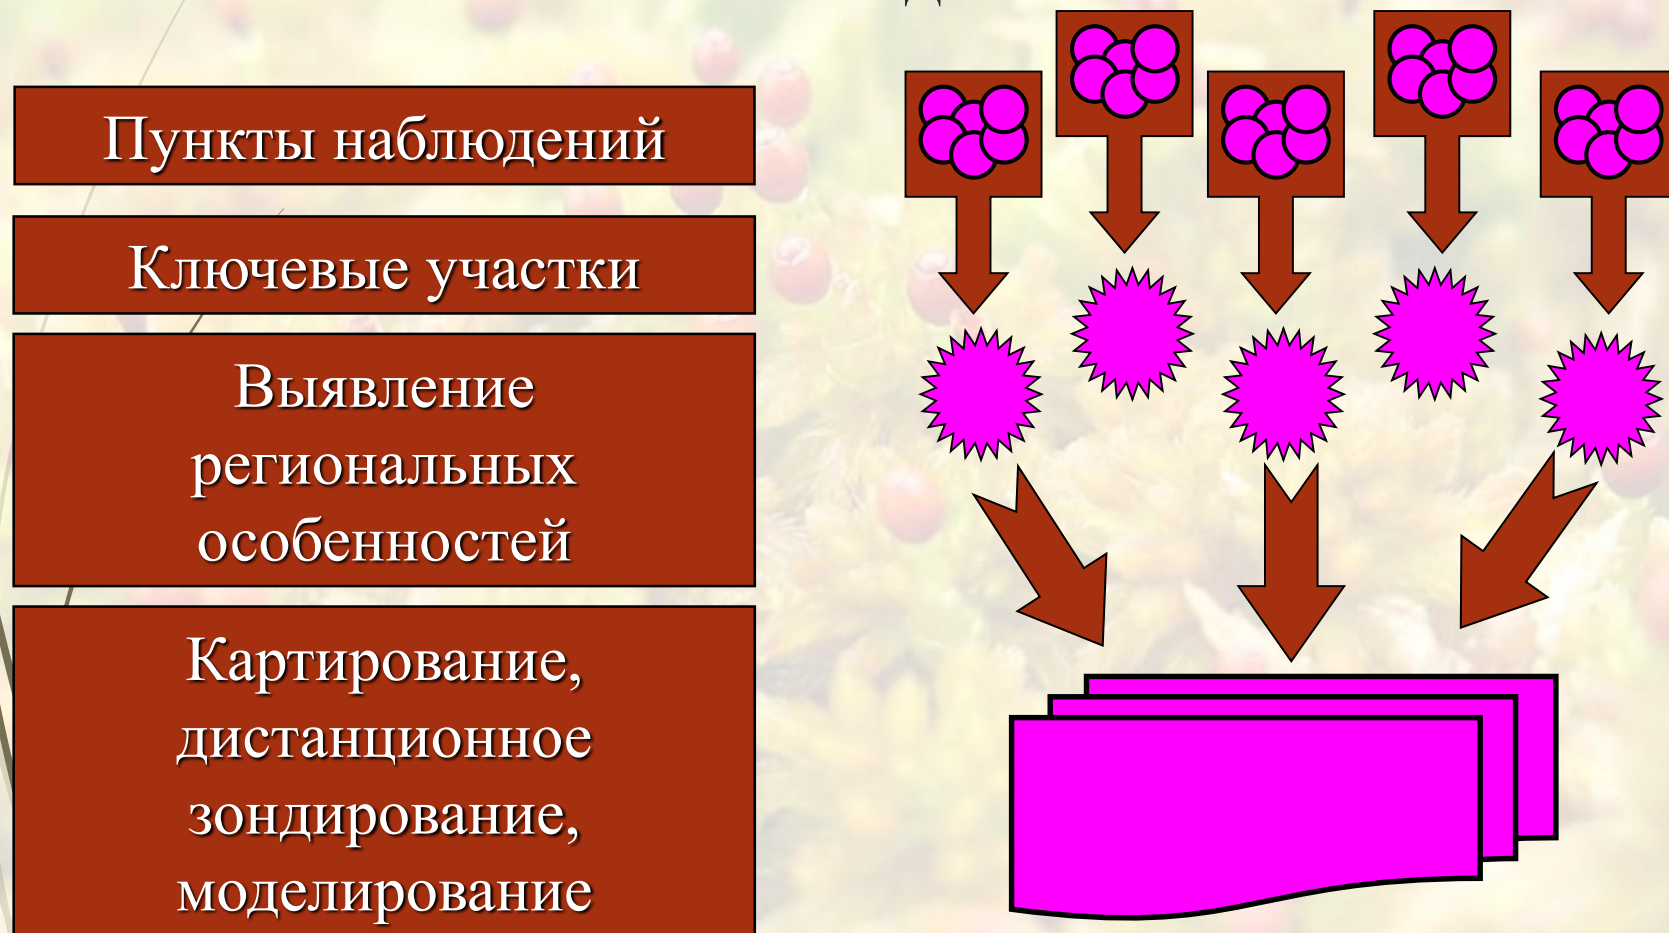 Пункты наблюдений
Ключевые участки
Выявление
региональных
особенностей
Картирование,
дистанционное
зондирование,
моделирование